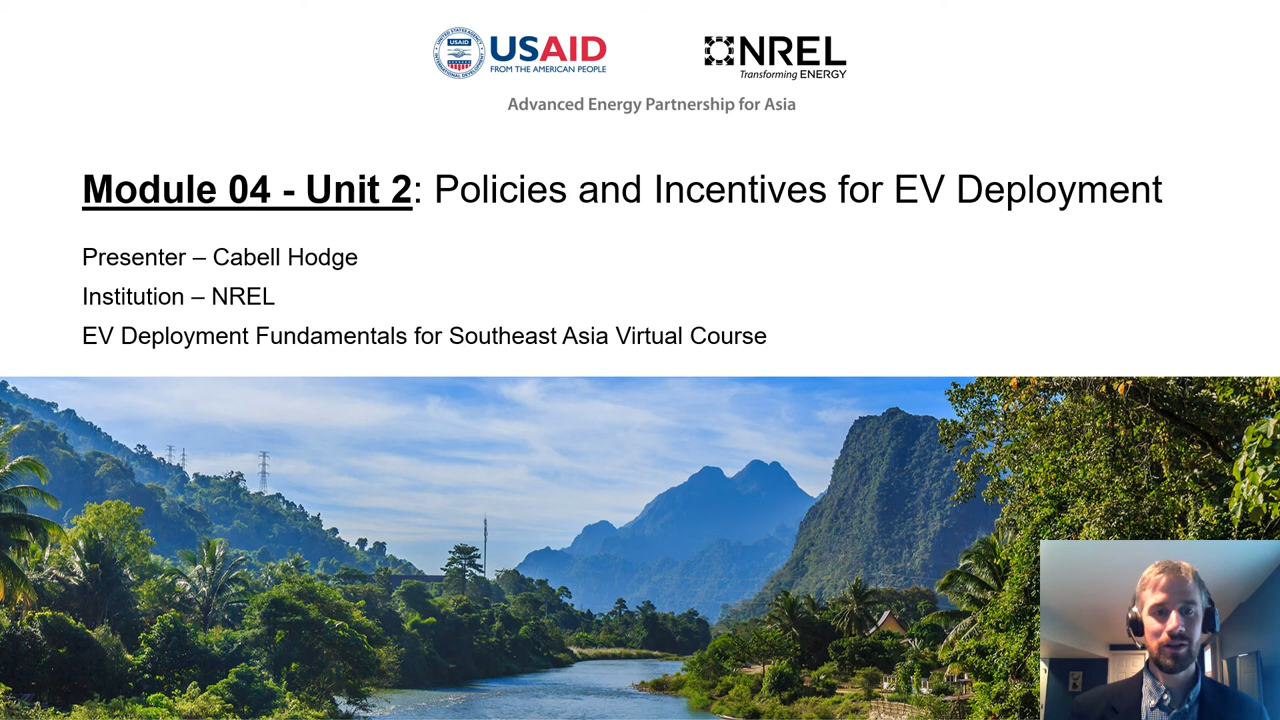 USAID
FROM THE AMERICAN PEOPLE
NREL
Transforming ENERGY
Advanced Energy Partnership for Asia
Module 04 - Unit 2: Policies and Incentives for EV Deployment
Presenter – Cabell Hodge
Institution – NREL
EV Deployment Fundamentals for Southeast Asia Virtual Course